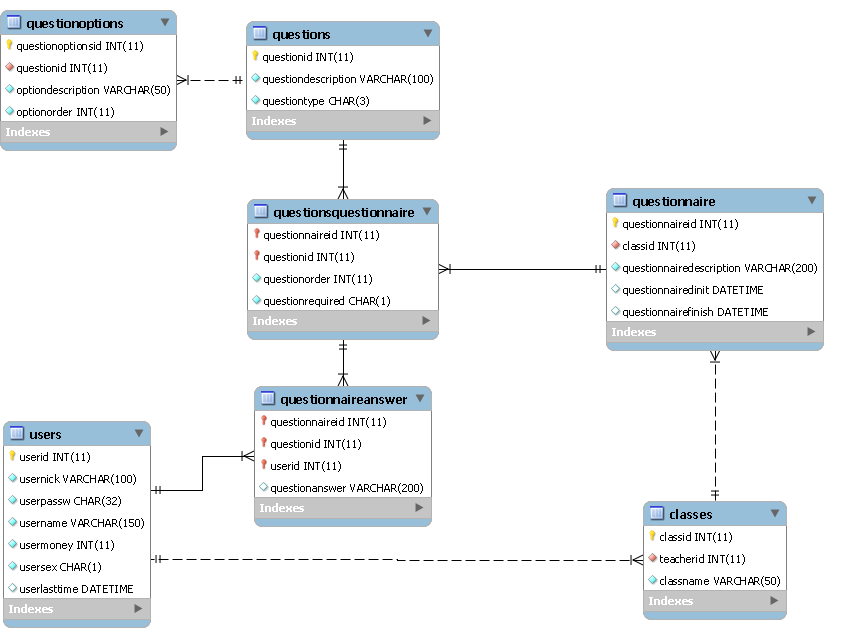 questionoptions
questionoptionsid INT(11)
questionid INT(11)
optiondescription VARCHAR(50)
optionorder INT(11)
Indexes
questions
questionid INT(11)
questiondescription VARCHAR(100)
questiontype CHAR(3)
Indexes
questionsquestionnaire
questionnaireid INT(11)
questionid INT(11)
questionorder INT(11)
questionrequired CHAR(1)
Indexes
questionnaire
questionnaireid INT(11)
classid INT(11)
questionnairedescription VARCHAR(200)
questionnairedinit DATETIME
questionnairefinish DATETIME
Indexes
questionnaireanswer
questionnaireid INT(11)
questionid INT(11)
userid INT(11)
questionanswer VARCHAR(200)
Indexes
users
userid INT(11)
usernick VARCHAR(100)
userpassw CHAR(32)
username VARCHAR(150)
usermoney INT(11)
usersex CHAR(1)
userlasttime DATETIME
Indexes
classes
classid INT(11)
teacherid INT(11)
classname VARCHAR(50)
Indexes